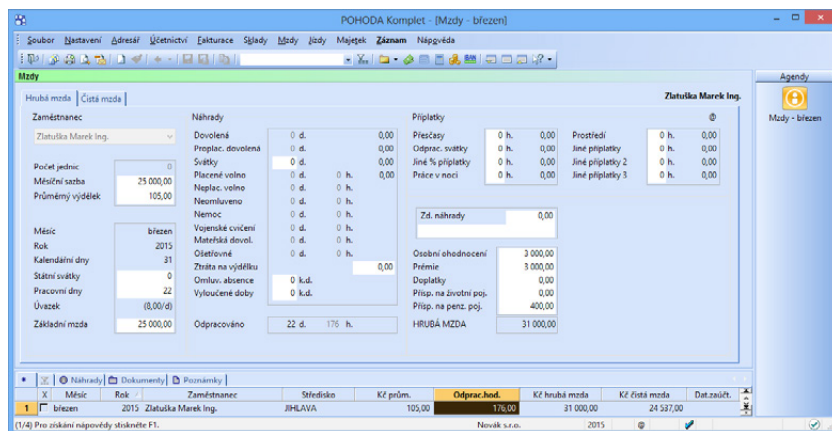 POHODA Komplet - [Mzdy - březen]
Soubor Nastavení Adresář Účetnictví Fakturace Sklady Mzdy Jízdy Majetek Záznam Nápověda
Mzdy
Agendy
Hrubá mzda Čistá mzda Zlatuška Marek Ing.
Mzdy - březen
Zaměstnanec Náhrady Příplatky @
Zlatuška Marek Ing. Dovolená 0 d. 0,00 Přesčasy 0 h. 0,00 Prostředí 0 h. 0,00
Proplac. dovolená 0 d. 0,00 Odprac. svátky 0 h. 0,00 Jiné příplatky 0 h. 0,00
Svátky 0 d. 0,00 Jiné % příplatky 0 h. 0,00 Jiné příplatky 2 0 h. 0,00
Počet jednic 0 Placené volno 0 d. 0 h. 0,00 Práce v noci 0 h. 0,00 Jiné příplatky 3 0 h. 0,00
Měsíční sazba 25 000,00 Neplac. volno 0 d. 0 h.
Průměrný výdělek 105,00 Neomluveno 0 d. 0 h.
Nemoc 0 d. 0 h. Zd. náhrady 0,00
Vojenské cvičení 0 d. 0 h.
Měsíc březen Mateřská dovol. 0 d. 0 h.
Rok 2015 Ošetřovné 0 d. 0 h. Osobní ohodnocení 3 000,00
Kalendářní dny 31 Ztráta na výdělku 0,00 Prémie 3 000,00
Státní svátky 0 Omluv. absence 0 k.d. Doplatky 0,00
Pracovní dny 22 Vyloučené doby 0 k.d. Přísp. na životní poj. 0,00
Úvazek (8,00/d) Přísp. na penz. poj. 400,00
Základní mzda 25 000,00 Odpracováno 22 d. 176 h. HRUBÁ MZDA 31 000,00
Náhrady Dokumenty Poznámky
X Měsíc Rok Zaměstnanec Středisko Kč prům. Odprac.hod. Kč hrubá mzda Kč čistá mzda Dat.zaúčt.
1 březen 2015 Zlatuška Marek Ing. JIHLAVA 105,00 176,00 31 000,00 24 537,00
(1/4) Pro získání nápovědy stiskněte F1. Novák s.r.o. 2015 @